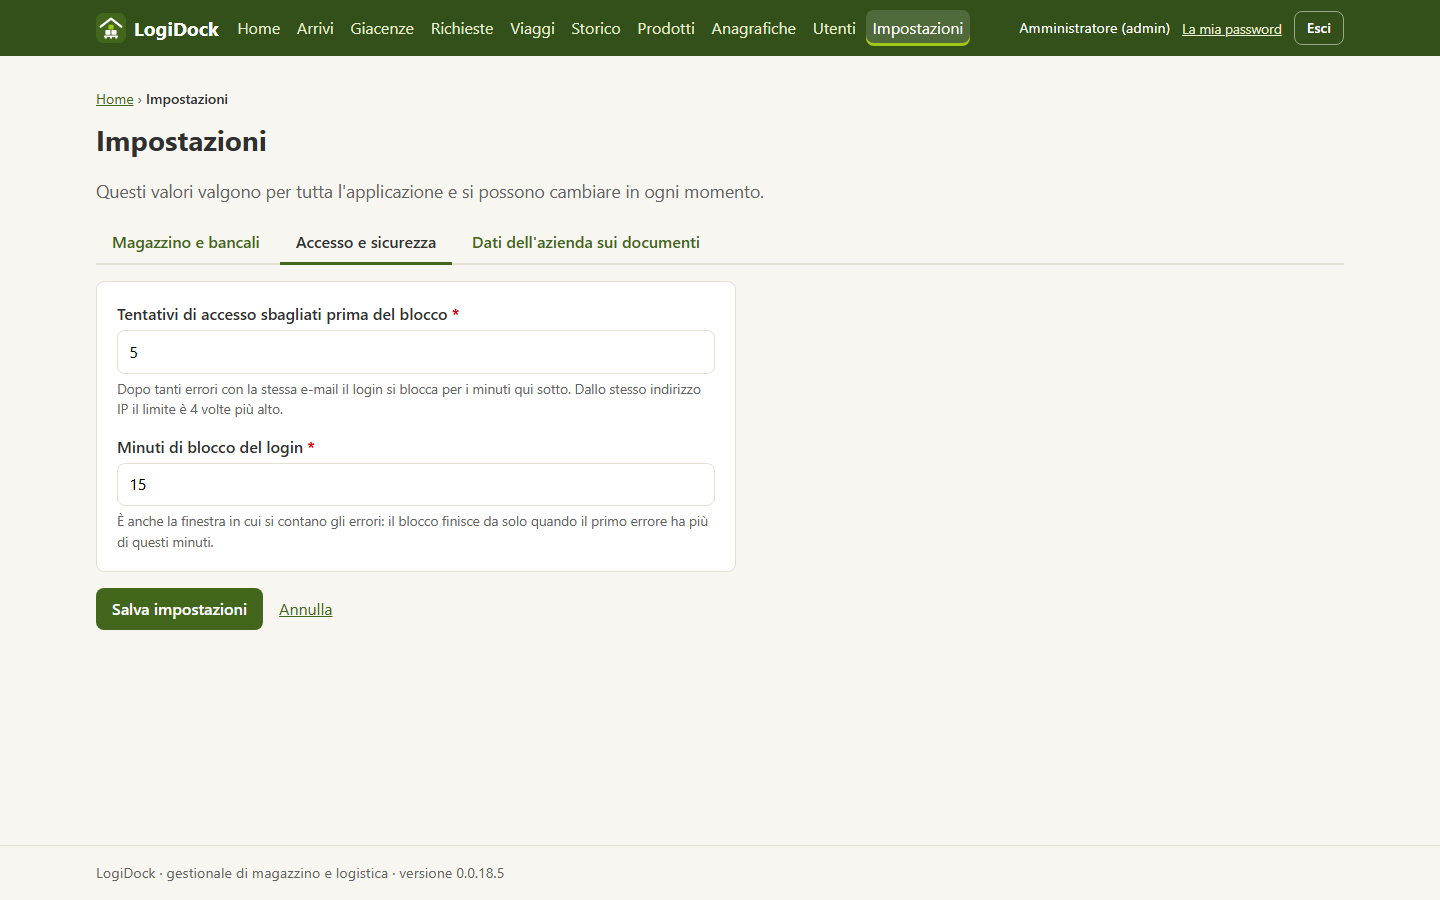 LogiDock Home Arrivi Giacenze Richieste Viaggi Storico Prodotti Anagrafiche Utenti Impostazioni Amministratore (admin) La mia password Esci
Home › Impostazioni
Impostazioni
Questi valori valgono per tutta l'applicazione e si possono cambiare in ogni momento.
Magazzino e bancali Accesso e sicurezza Dati dell'azienda sui documenti
Tentativi di accesso sbagliati prima del blocco *
5
Dopo tanti errori con la stessa e-mail il login si blocca per i minuti qui sotto. Dallo stesso indirizzo
IP il limite è 4 volte più alto.
Minuti di blocco del login *
15
È anche la finestra in cui si contano gli errori: il blocco finisce da solo quando il primo errore ha più
di questi minuti.
Salva impostazioni Annulla
LogiDock · gestionale di magazzino e logistica · versione 0.0.18.5